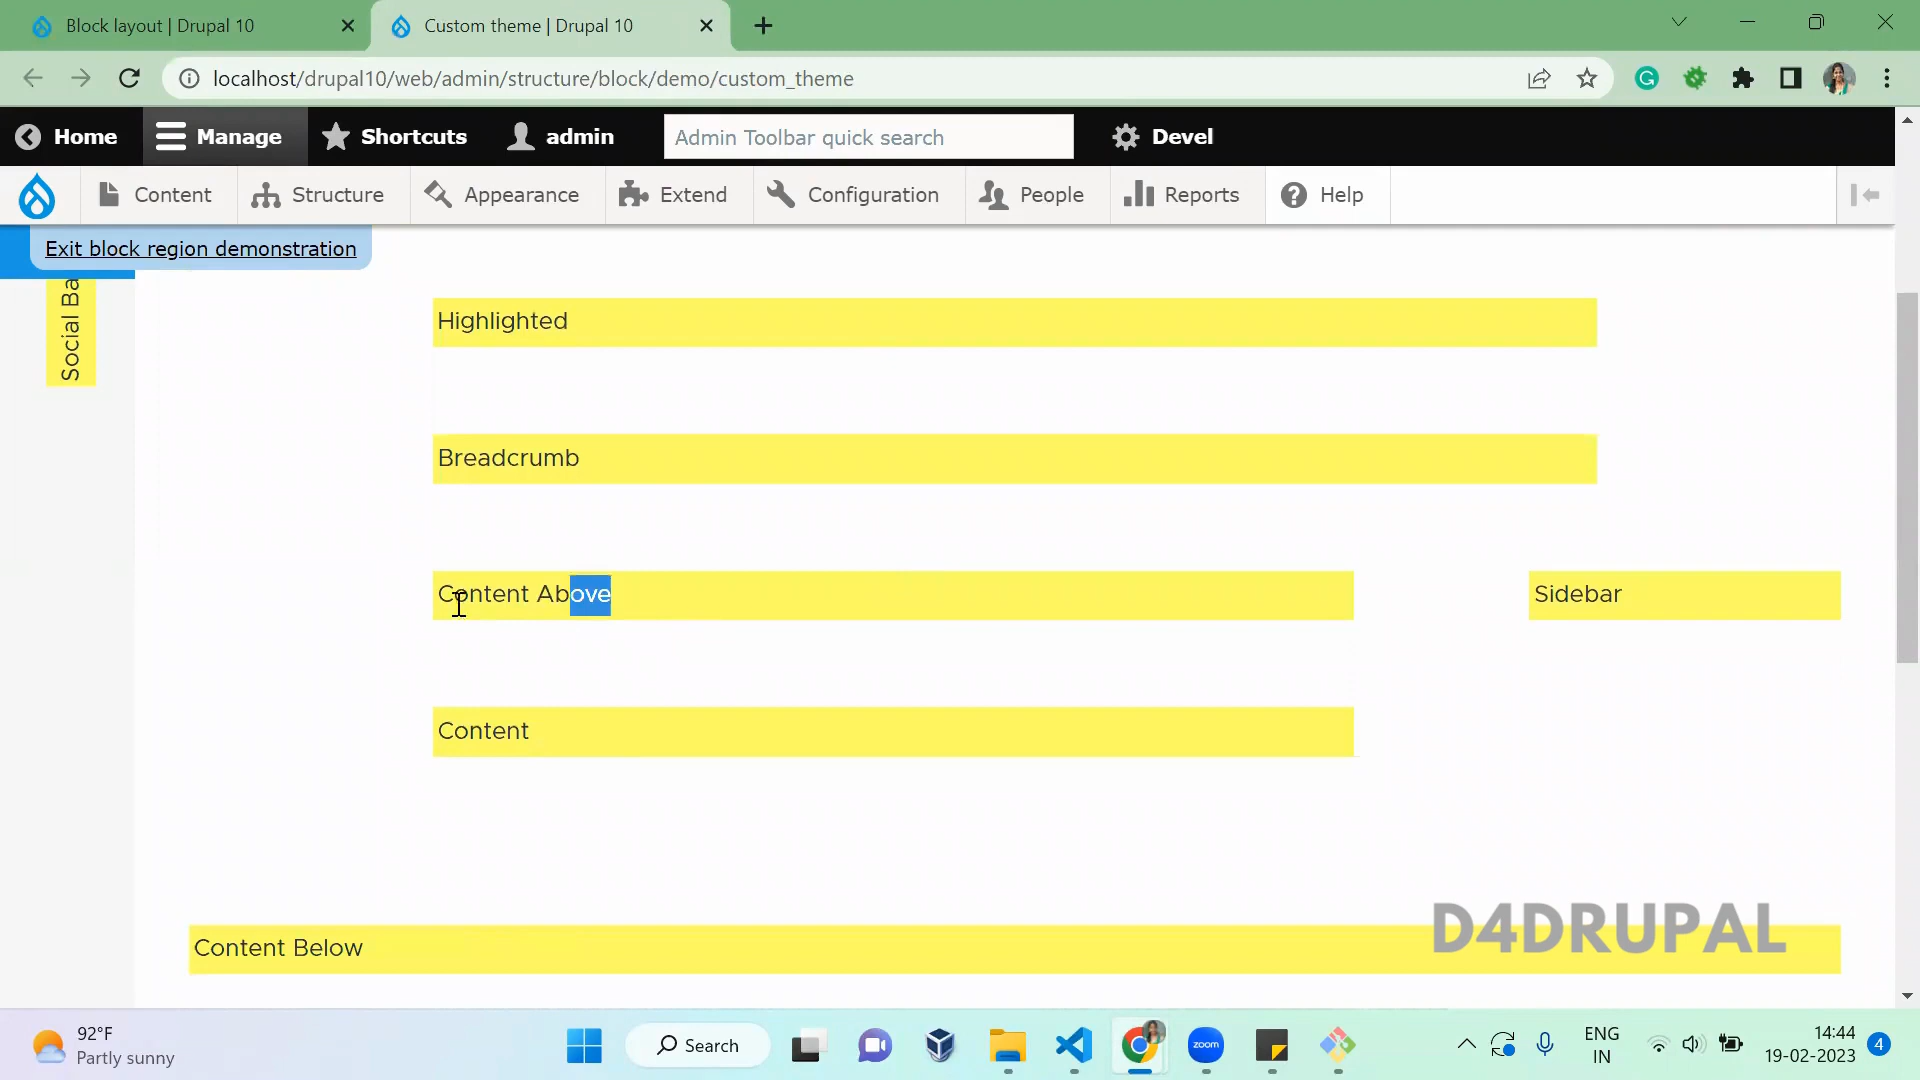 Block layout | Drupal 10
Custom theme | Drupal 10
localhost/drupal10/web/admin/structure/block/demo/custom_theme
Home
Manage
Shortcuts
admin
Admin Toolbar quick search
Devel
Content
Structure
Appearance
Extend
Configuration
People
Reports
Help
Exit block region demonstration
Social Ba
Highlighted
Breadcrumb
Content Above
Sidebar
Content
Content Below
D4DRUPAL
92°F
Partly sunny
Search
zoom
ENG
IN
14:44
19-02-2023
4